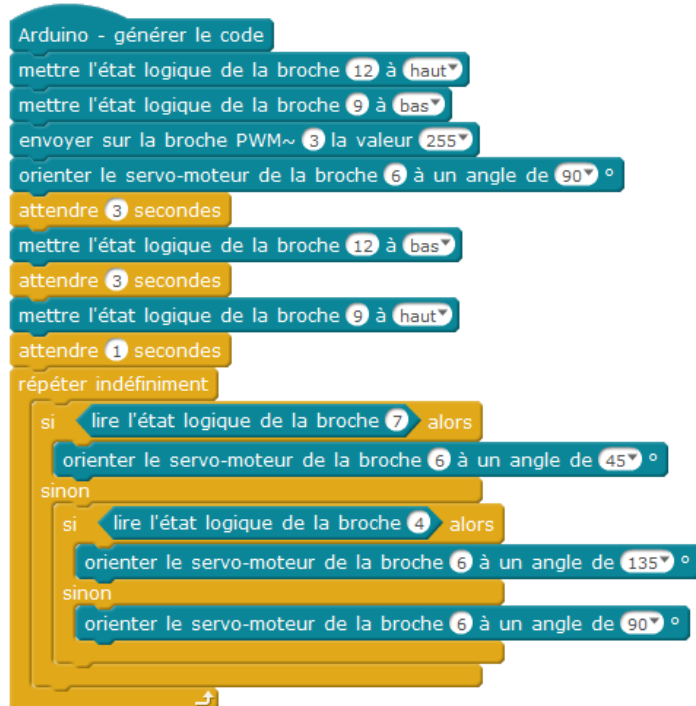 Arduino - générer le code
mettre l'état logique de la broche 12 à haut
mettre l'état logique de la broche 9 à bas
envoyer sur la broche PWM~ 3 la valeur 255
orienter le servo-moteur de la broche 6 à un angle de 90 °
attendre 3 secondes
mettre l'état logique de la broche 12 à bas
attendre 3 secondes
mettre l'état logique de la broche 9 à haut
attendre 1 secondes
répéter indéfiniment
si lire l'état logique de la broche 7 alors
orienter le servo-moteur de la broche 6 à un angle de 45 °
sinon
si lire l'état logique de la broche 4 alors
orienter le servo-moteur de la broche 6 à un angle de 135 °
sinon
orienter le servo-moteur de la broche 6 à un angle de 90 °